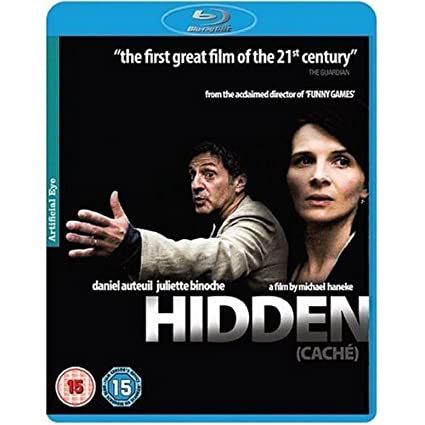 Blu-ray Disc
"the first great film of the 21st century"
THE GUARDIAN
from the acclaimed director of 'FUNNY GAMES'
Artificial Eye
daniel auteuil juliette binoche a film by michael haneke
HIDDEN
(CACHÉ)
15
15